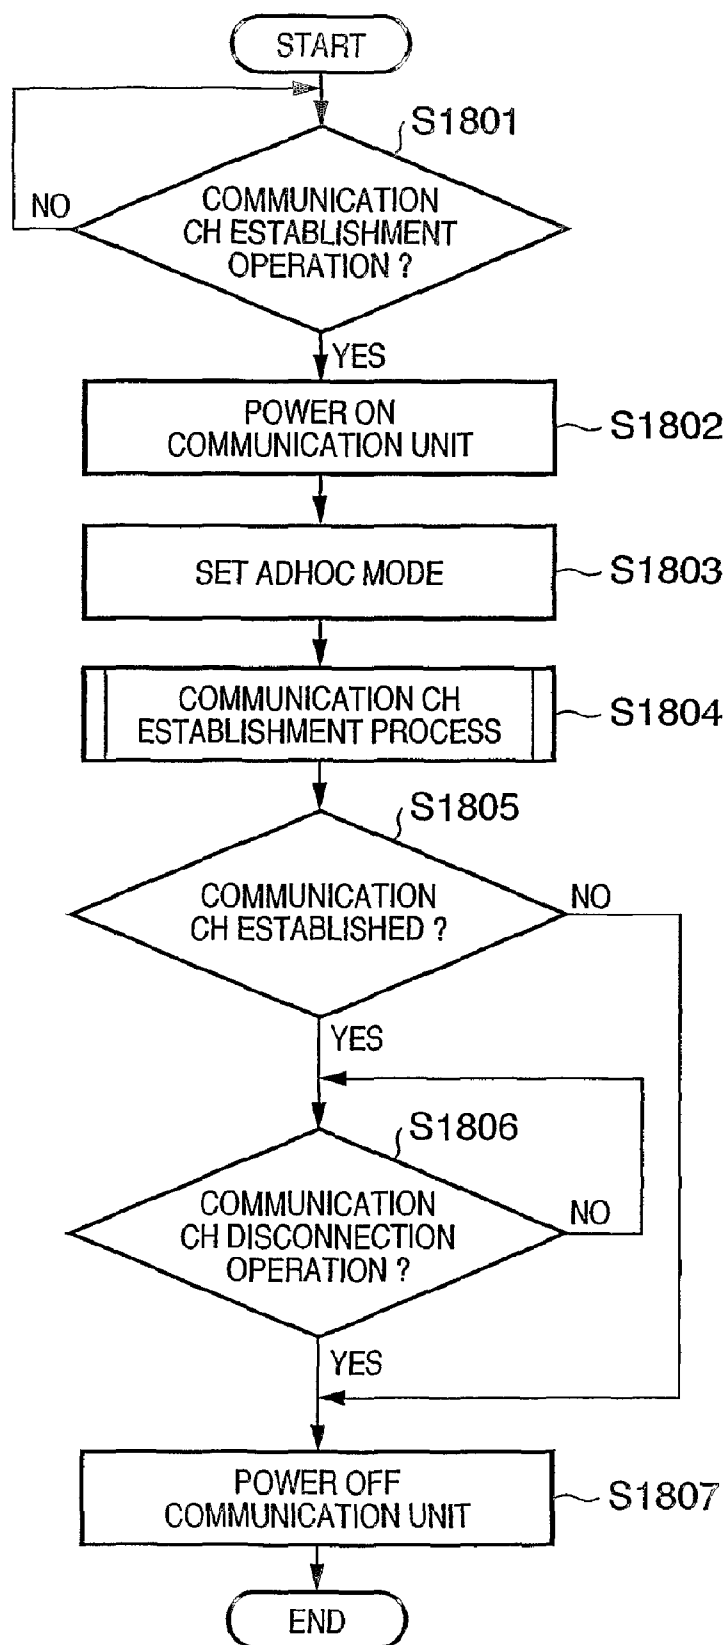 START
S1801
COMMUNICATION
CH ESTABLISHMENT
OPERATION ?
NO
YES
POWER ON
COMMUNICATION UNIT
S1802
SET ADHOC MODE
S1803
COMMUNICATION CH
ESTABLISHMENT PROCESS
S1804
S1805
COMMUNICATION
CH ESTABLISHED ?
NO
YES
S1806
COMMUNICATION
CH DISCONNECTION
OPERATION ?
NO
YES
POWER OFF
COMMUNICATION UNIT
S1807
END